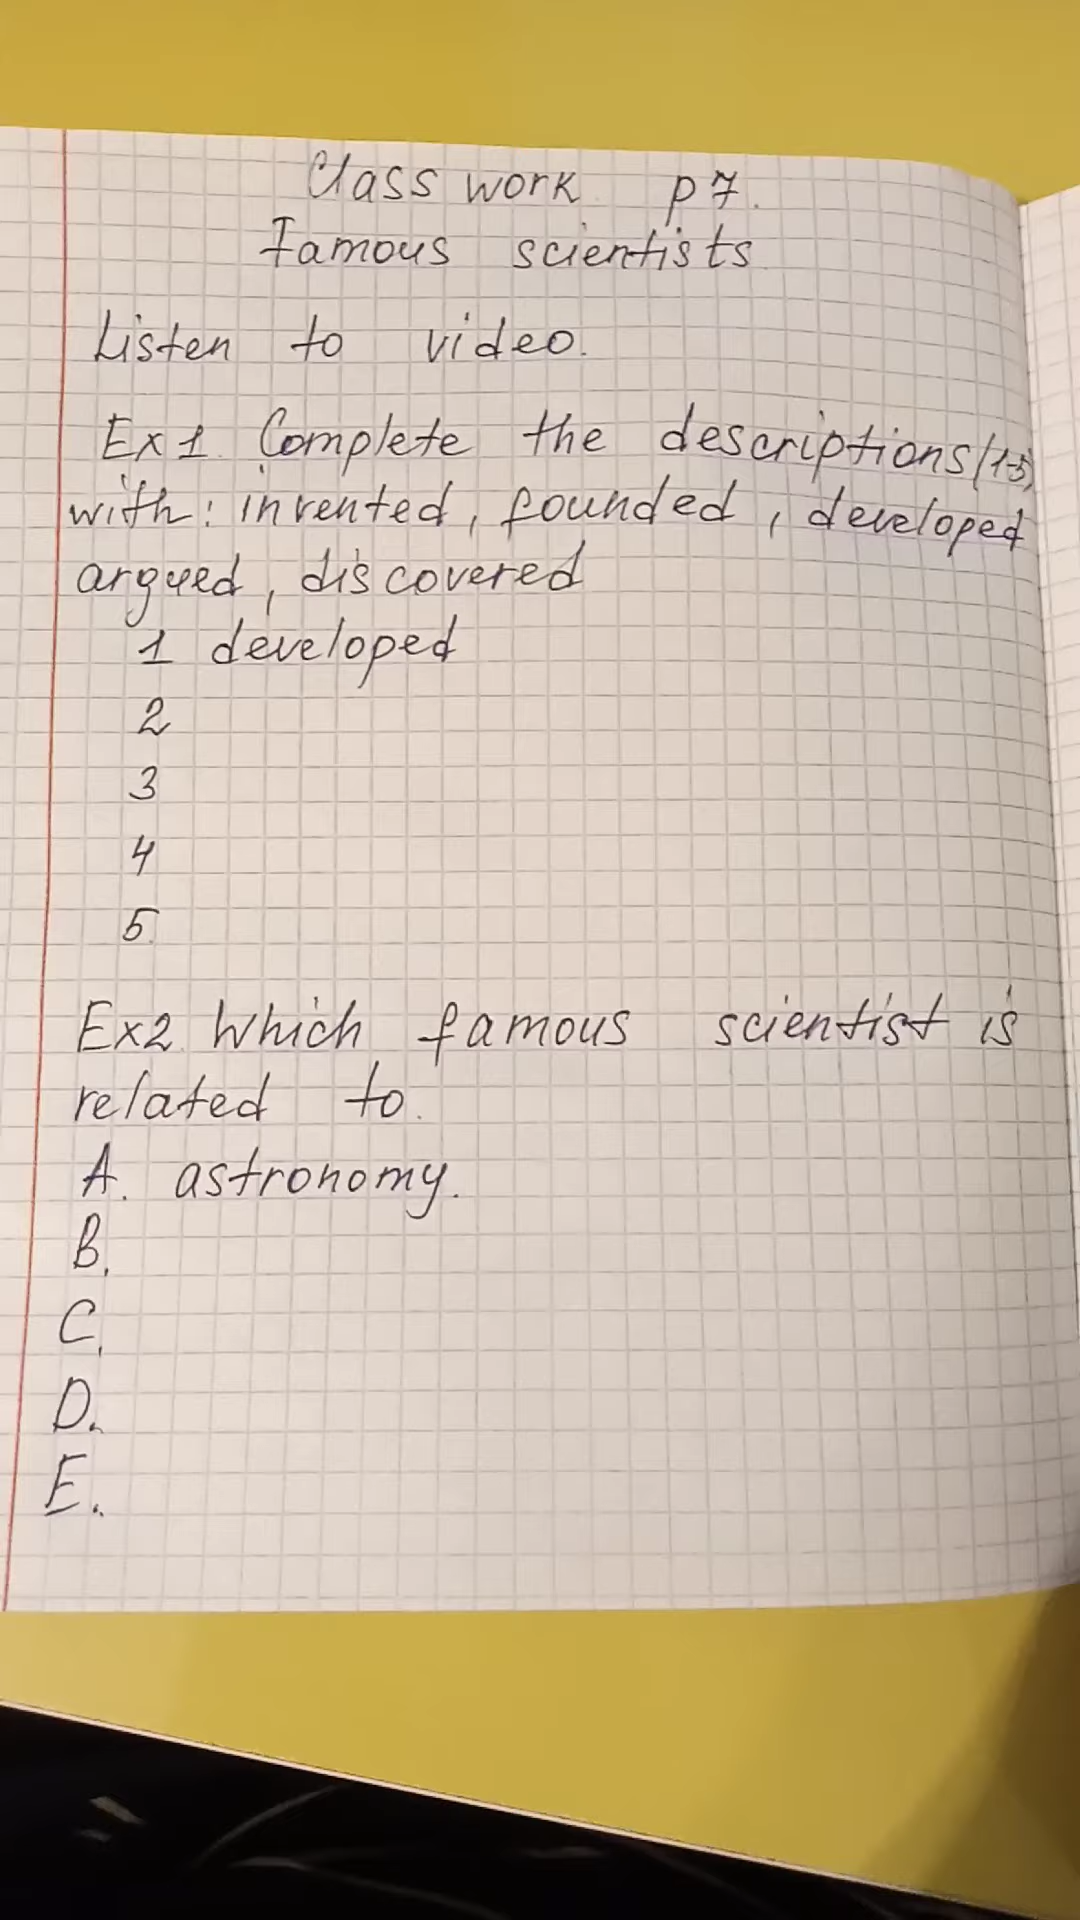 Class work p 7.
Famous scientists
Listen to video.
Ex 1. Complete the descriptions (1-5)
with: invented, founded, developed
argued, discovered
1 developed
2
3
4
5.
Ex2. Which famous scientist is
related to.
A. astronomy.
B.
C.
D.
E.